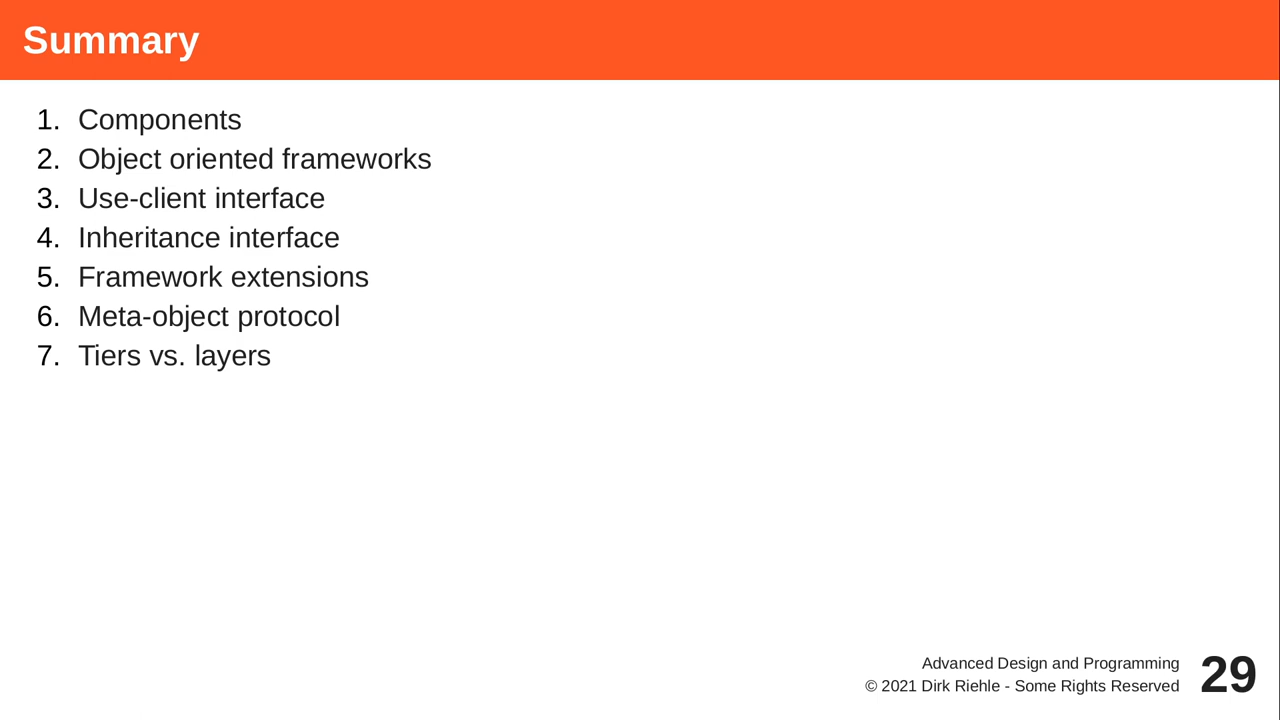 Summary
1. Components
2. Object oriented frameworks
3. Use-client interface
4. Inheritance interface
5. Framework extensions
6. Meta-object protocol
7. Tiers vs. layers
Advanced Design and Programming
© 2021 Dirk Riehle - Some Rights Reserved
29